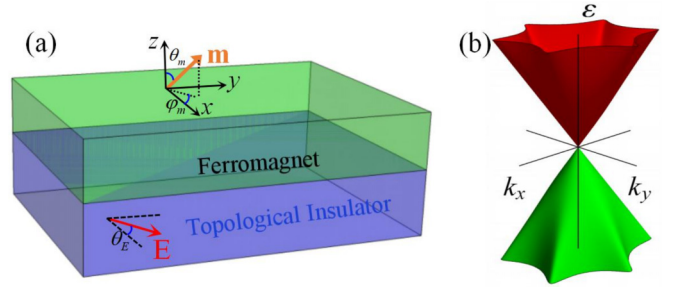 (a)
z
θm
m
y
φm
x
Ferromagnet
Topological Insulator
θE
E
(b)
ε
kx
ky